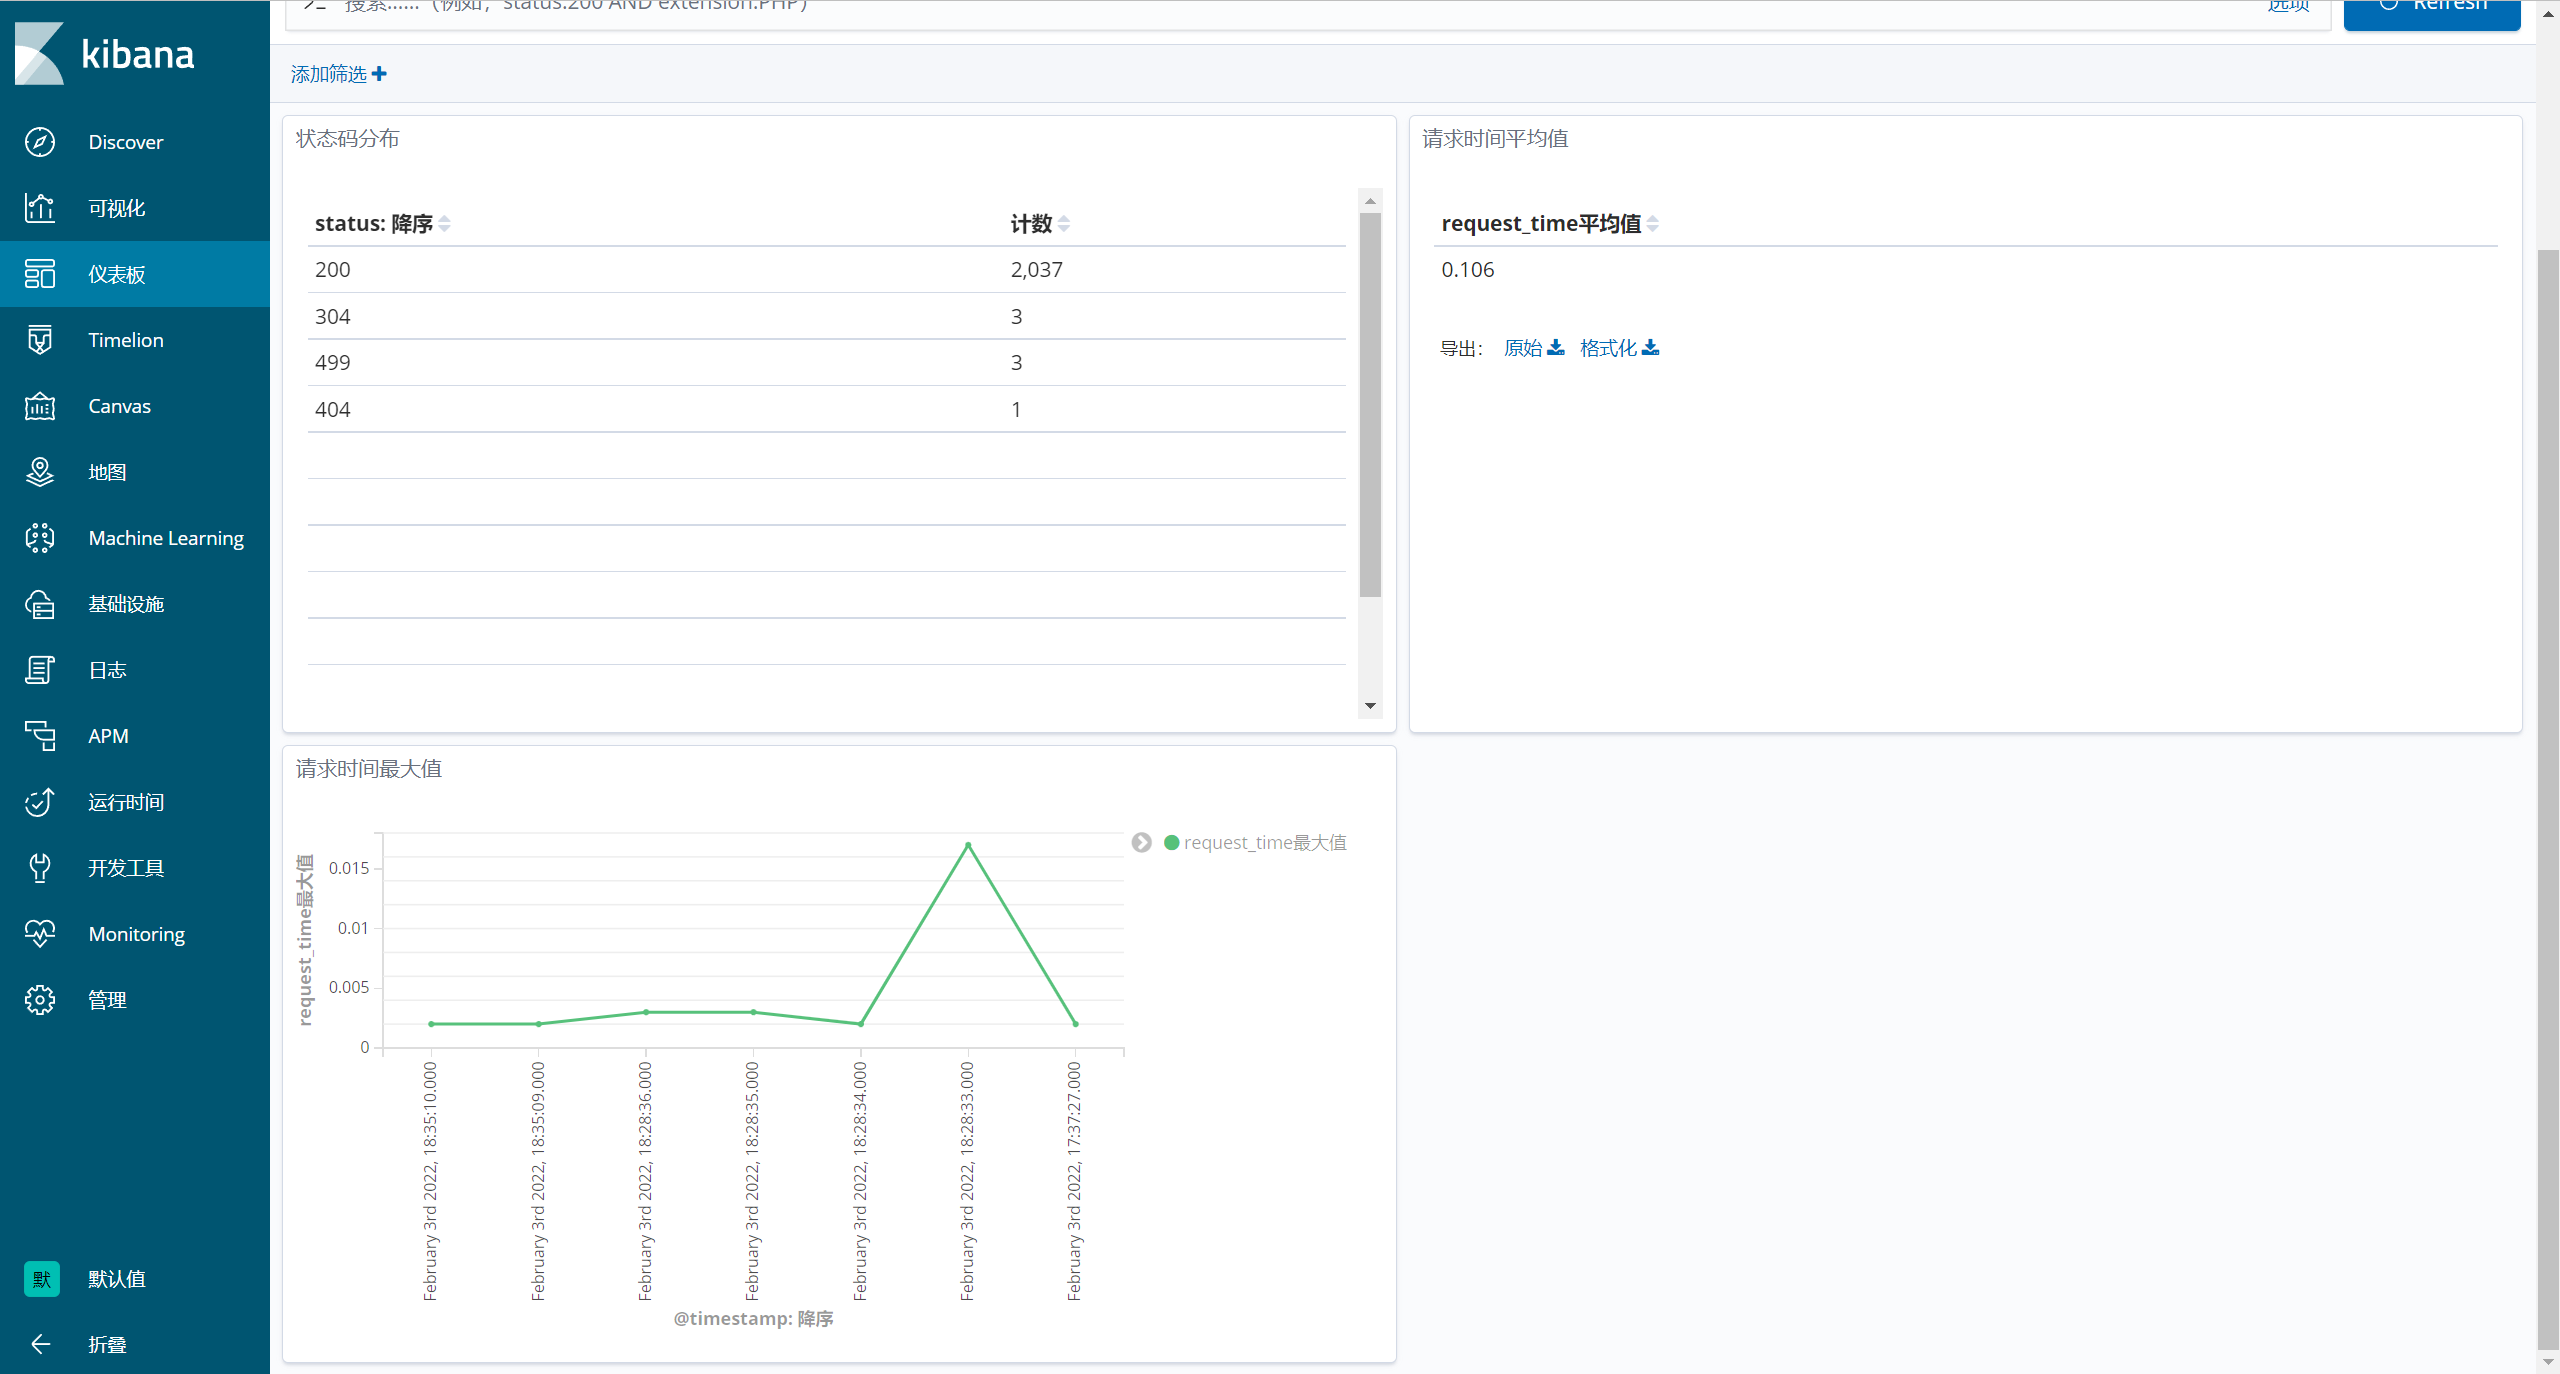 搜索…… (例如，status:200 AND extension:PHP)
选项
Refresh
kibana
添加筛选
Discover
可视化
仪表板
Timelion
Canvas
地图
Machine Learning
基础设施
日志
APM
运行时间
开发工具
Monitoring
管理
默 默认值
折叠
状态码分布
status: 降序 计数
200 2,037
304 3
499 3
404 1
请求时间平均值
request_time平均值
0.106
导出： 原始 格式化
请求时间最大值
request_time最大值
request_time最大值
0.015
0.01
0.005
0
February 3rd 2022, 18:35:10.000
February 3rd 2022, 18:35:09.000
February 3rd 2022, 18:28:36.000
February 3rd 2022, 18:28:35.000
February 3rd 2022, 18:28:34.000
February 3rd 2022, 18:28:33.000
February 3rd 2022, 17:37:27.000
@timestamp: 降序